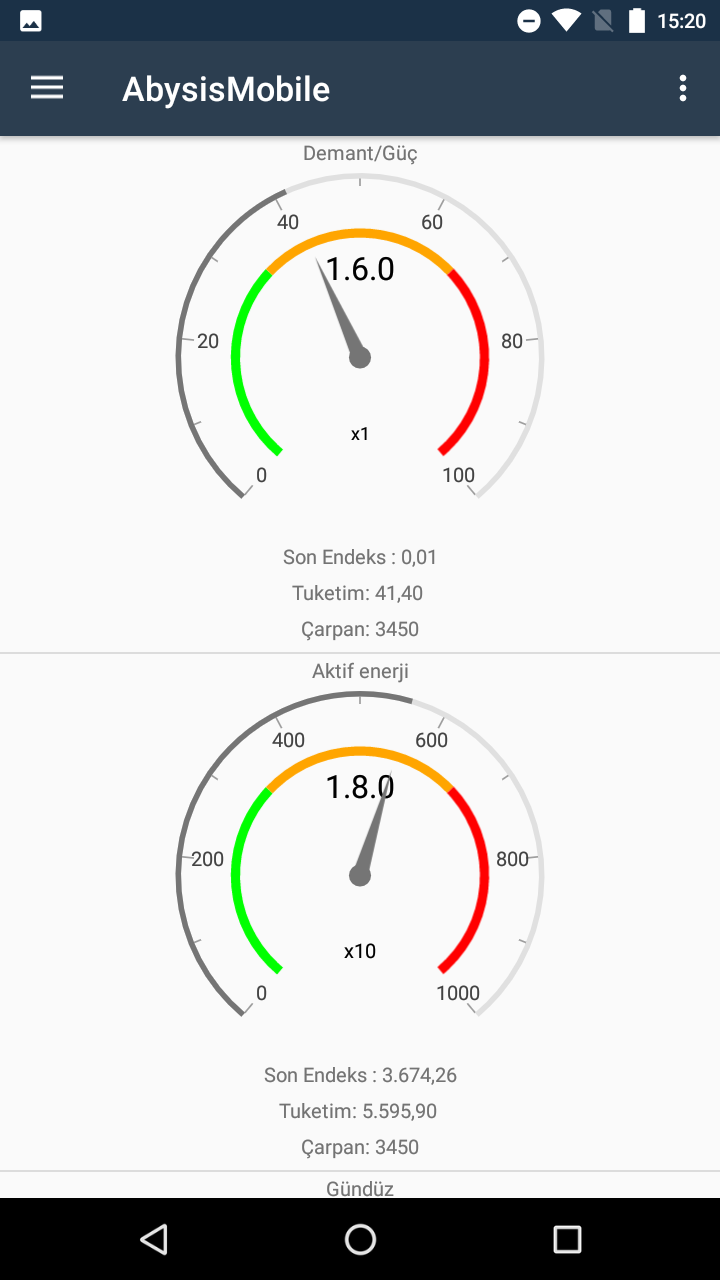 15:20
AbysisMobile
Demant/Güç
40 60
1.6.0
20 80
x1
0 100
Son Endeks : 0,01
Tuketim: 41,40
Çarpan: 3450
Aktif enerji
400 600
1.8.0
200 800
x10
0 1000
Son Endeks : 3.674,26
Tuketim: 5.595,90
Çarpan: 3450
Gündüz